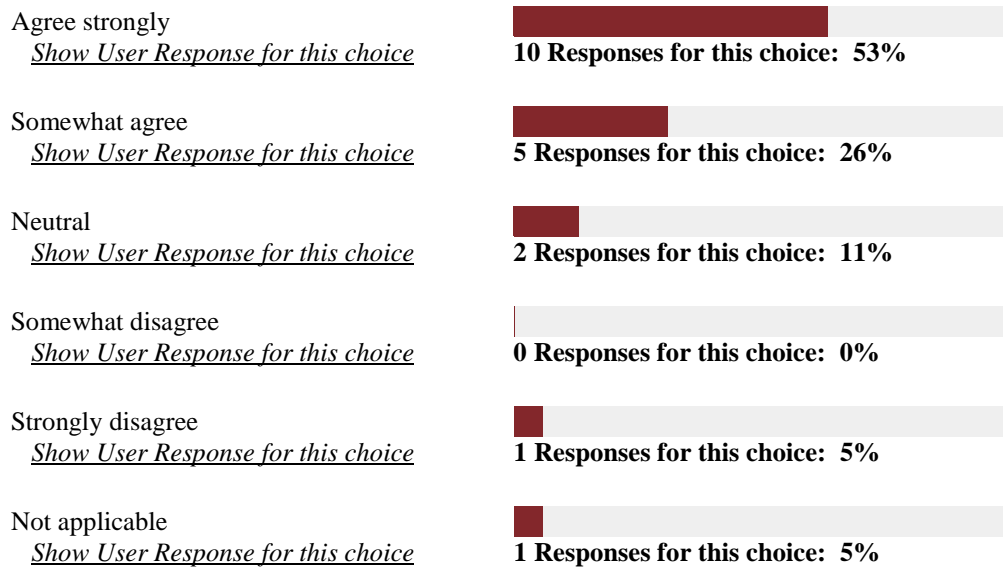 Agree strongly
Show User Response for this choice 10 Responses for this choice: 53%
Somewhat agree
Show User Response for this choice 5 Responses for this choice: 26%
Neutral
Show User Response for this choice 2 Responses for this choice: 11%
Somewhat disagree
Show User Response for this choice 0 Responses for this choice: 0%
Strongly disagree
Show User Response for this choice 1 Responses for this choice: 5%
Not applicable
Show User Response for this choice 1 Responses for this choice: 5%